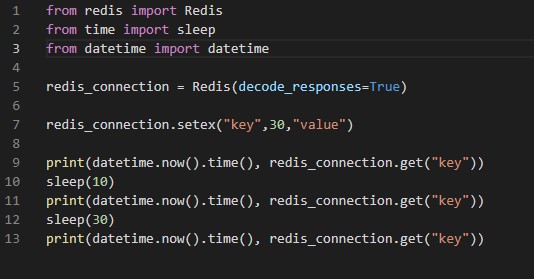 1 from redis import Redis
2 from time import sleep
3 from datetime import datetime
4
5 redis_connection = Redis(decode_responses=True)
6
7 redis_connection.setex("key",30,"value")
8
9 print(datetime.now().time(), redis_connection.get("key"))
10 sleep(10)
11 print(datetime.now().time(), redis_connection.get("key"))
12 sleep(30)
13 print(datetime.now().time(), redis_connection.get("key"))